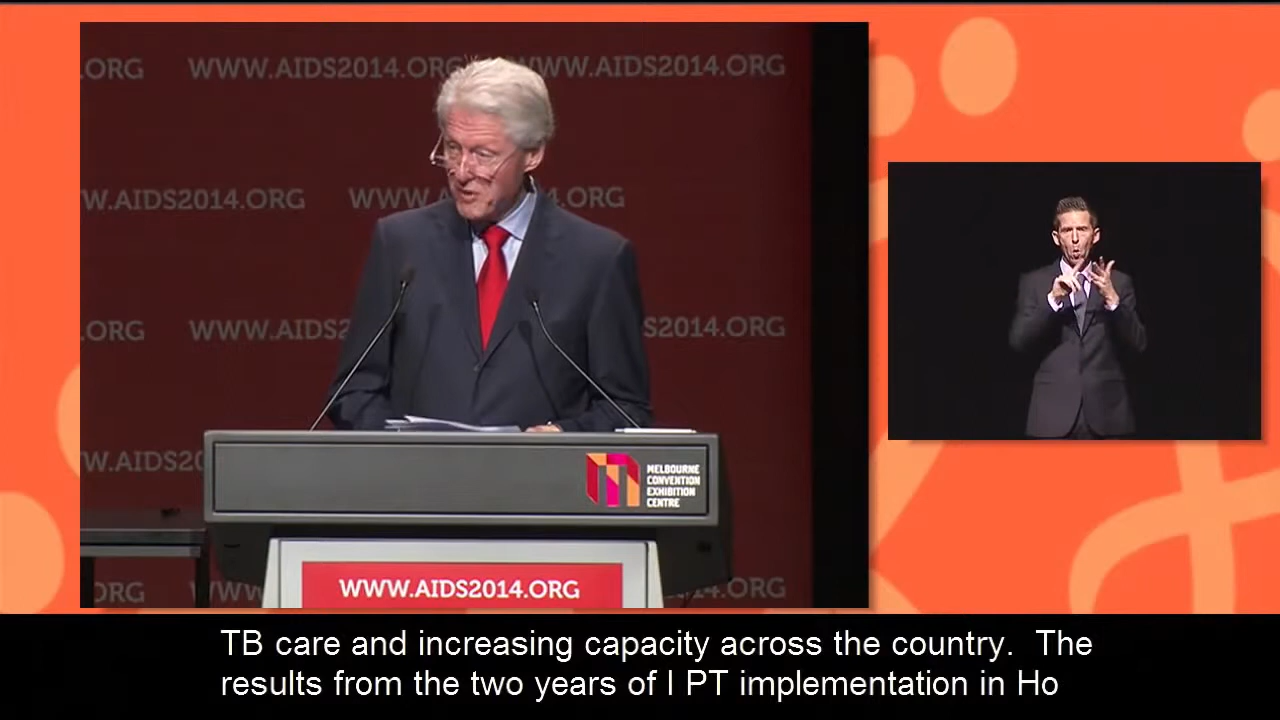 .ORG WWW.AIDS2014.ORG WWW.AIDS2014.ORG
W.AIDS2014.ORG WWW.A .ORG
.ORG WWW.AIDS2 S2014.ORG
W.AIDS2
MELBOURNE
CONVENTION
EXHIBITION
CENTRE
.ORG WWW 14.ORG
WWW.AIDS2014.ORG
TB care and increasing capacity across the country. The
results from the two years of I PT implementation in Ho